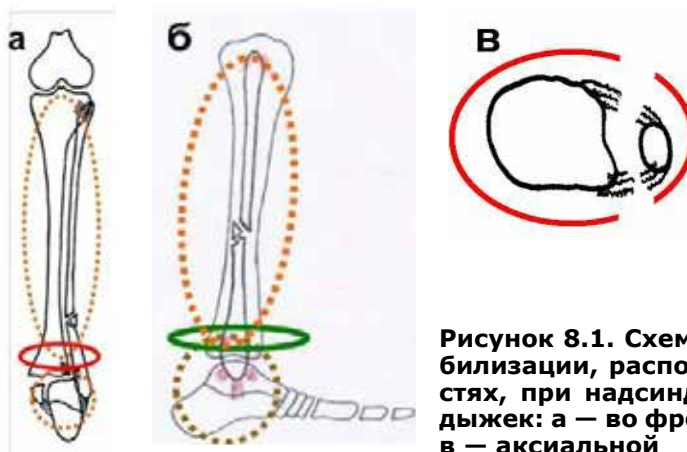 а
б
В
Рисунок 8.1. Схем
билизации, распо
стях, при надсинд
дыжек: а — во фро
в — аксиальной